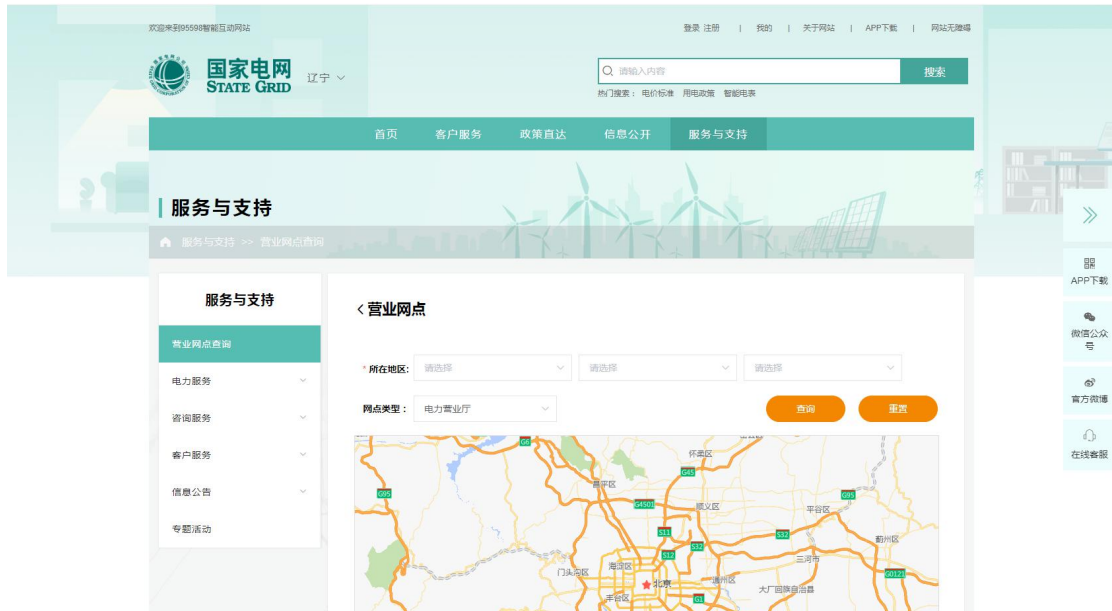 欢迎来到95598智能互动网站
登录 注册 | 我的 | 关于网站 | APP下载 | 网站无障碍
国家电网
STATE GRID
辽宁
请输入内容
搜索
热门搜索： 电价标准 用电政策 智能电表
首页 客户服务 政策直达 信息公开 服务与支持
服务与支持
服务与支持 >> 营业网点查询
服务与支持
营业网点查询
电力服务
咨询服务
客户服务
信息公告
专题活动
<营业网点
* 所在地区: 请选择 请选择 请选择
网点类型： 电力营业厅
查询 重置
G6
怀柔区
G45
昌平区
G95
G95
G4501
顺义区
平谷区
S11
S32
蓟州区
S32
S12
三河市
海淀区
门头沟区
北京
通州区
G0121
大厂回族自治县
丰台区
G1
APP下载
微信公众
号
官方微博
在线客服